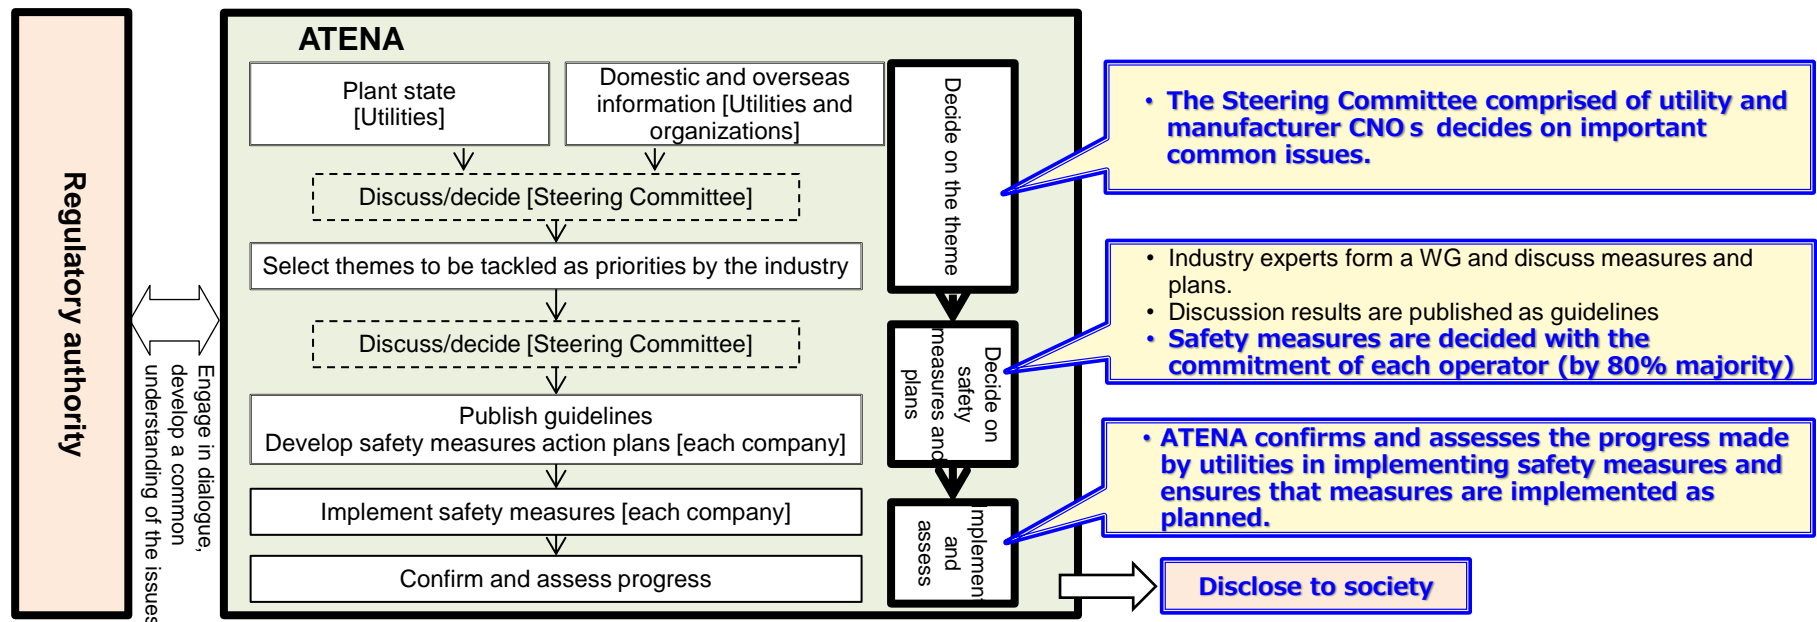 Regulatory authority
Engage in dialogue,
develop a common
understanding of the issues
ATENA
Plant state
[Utilities]
Domestic and overseas
information [Utilities and
organizations]
Discuss/decide [Steering Committee]
Select themes to be tackled as priorities by the industry
Discuss/decide [Steering Committee]
Publish guidelines
Develop safety measures action plans [each company]
Implement safety measures [each company]
Confirm and assess progress
Decide on the theme
Decide on
safety
measures and
plans
Implement
and
assess
• The Steering Committee comprised of utility and
manufacturer CNOs decides on important
common issues.
• Industry experts form a WG and discuss measures and
plans.
• Discussion results are published as guidelines
• Safety measures are decided with the
commitment of each operator (by 80% majority)
• ATENA confirms and assesses the progress made
by utilities in implementing safety measures and
ensures that measures are implemented as
planned.
Disclose to society